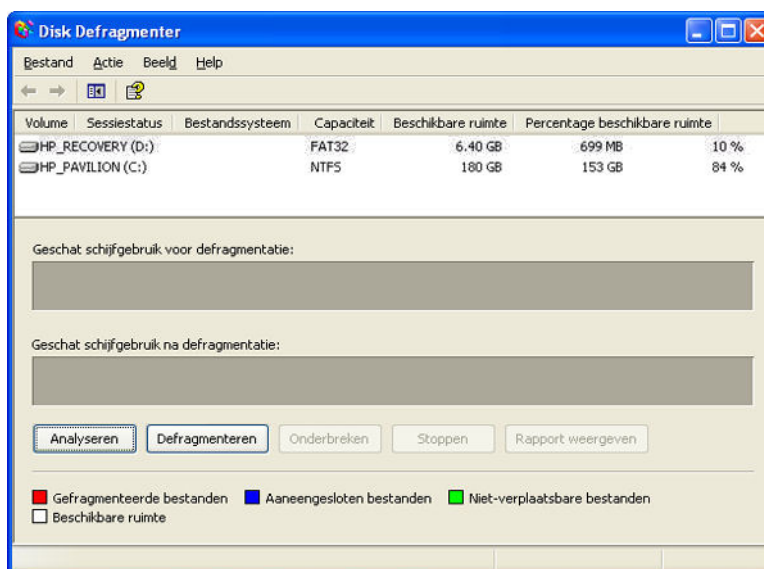 Disk Defragmenter
Bestand Actie Beeld Help
Volume Sessiestatus Bestandssysteem Capaciteit Beschikbare ruimte Percentage beschikbare ruimte
HP_RECOVERY (D:) FAT32 6.40 GB 699 MB 10 %
HP_PAVILION (C:) NTFS 180 GB 153 GB 84 %
Geschat schijfgebruik voor defragmentatie:
Geschat schijfgebruik na defragmentatie:
Analyseren Defragmenteren Onderbreken Stoppen Rapport weergeven
Gefragmenteerde bestanden Aaneengesloten bestanden Niet-verplaatsbare bestanden
Beschikbare ruimte